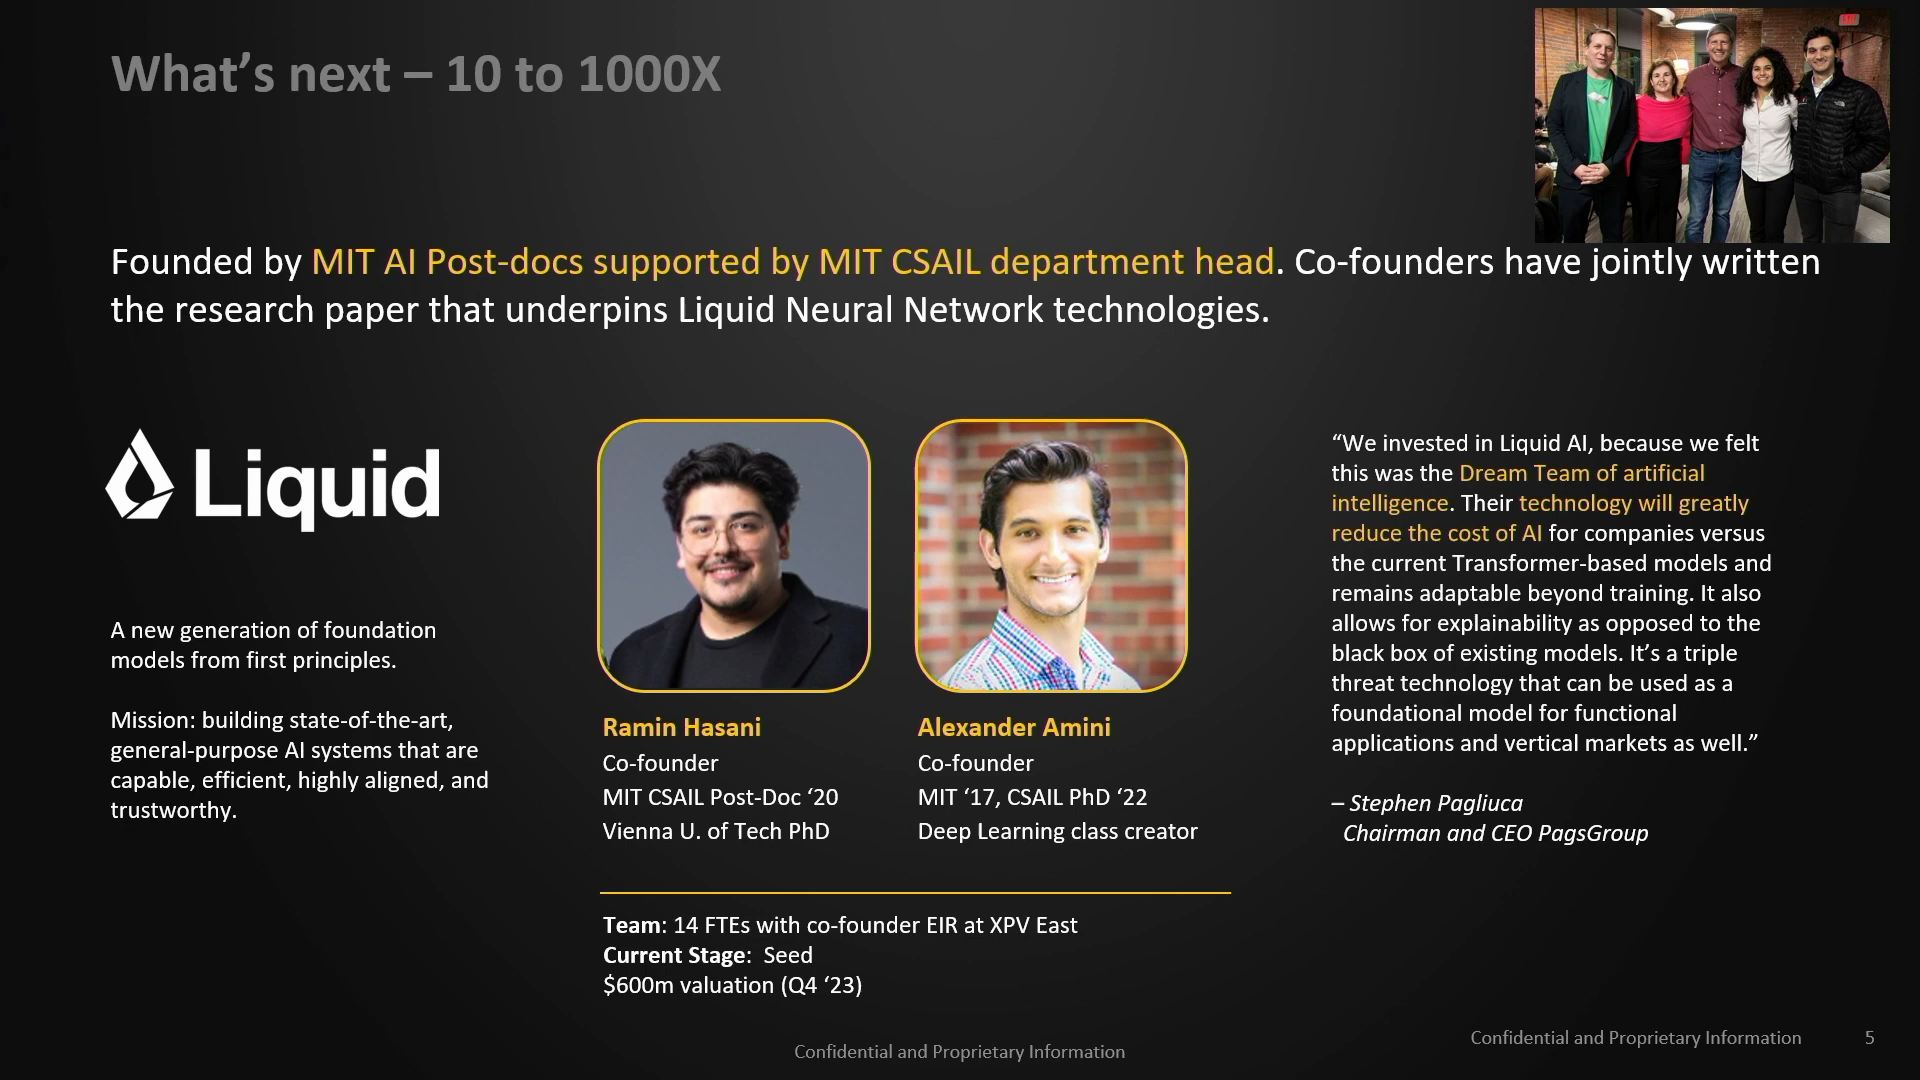 What’s next – 10 to 1000X
Founded by MIT AI Post-docs supported by MIT CSAIL department head. Co-founders have jointly written
the research paper that underpins Liquid Neural Network technologies.
Liquid
A new generation of foundation
models from first principles.
Mission: building state-of-the-art,
general-purpose AI systems that are
capable, efficient, highly aligned, and
trustworthy.
Ramin Hasani
Co-founder
MIT CSAIL Post-Doc ‘20
Vienna U. of Tech PhD
Alexander Amini
Co-founder
MIT ‘17, CSAIL PhD ‘22
Deep Learning class creator
Team: 14 FTEs with co-founder EIR at XPV East
Current Stage:  Seed
$600m valuation (Q4 ‘23)
“We invested in Liquid AI, because we felt
this was the Dream Team of artificial
intelligence. Their technology will greatly
reduce the cost of AI for companies versus
the current Transformer-based models and
remains adaptable beyond training. It also
allows for explainability as opposed to the
black box of existing models. It’s a triple
threat technology that can be used as a
foundational model for functional
applications and vertical markets as well.”
– Stephen Pagliuca
Chairman and CEO PagsGroup
Confidential and Proprietary Information
Confidential and Proprietary Information
5